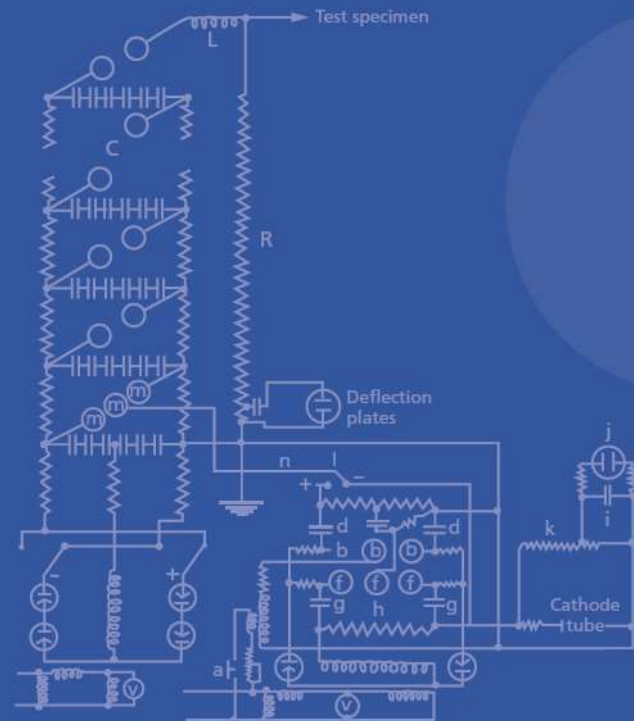 Test specimen
L
C
R
m
m
m
Deflection
plates
n
l
+
−
j
i
k
d
d
b
b
b
f
f
f
g
g
h
−
+
Cathode
tube
a
v
v